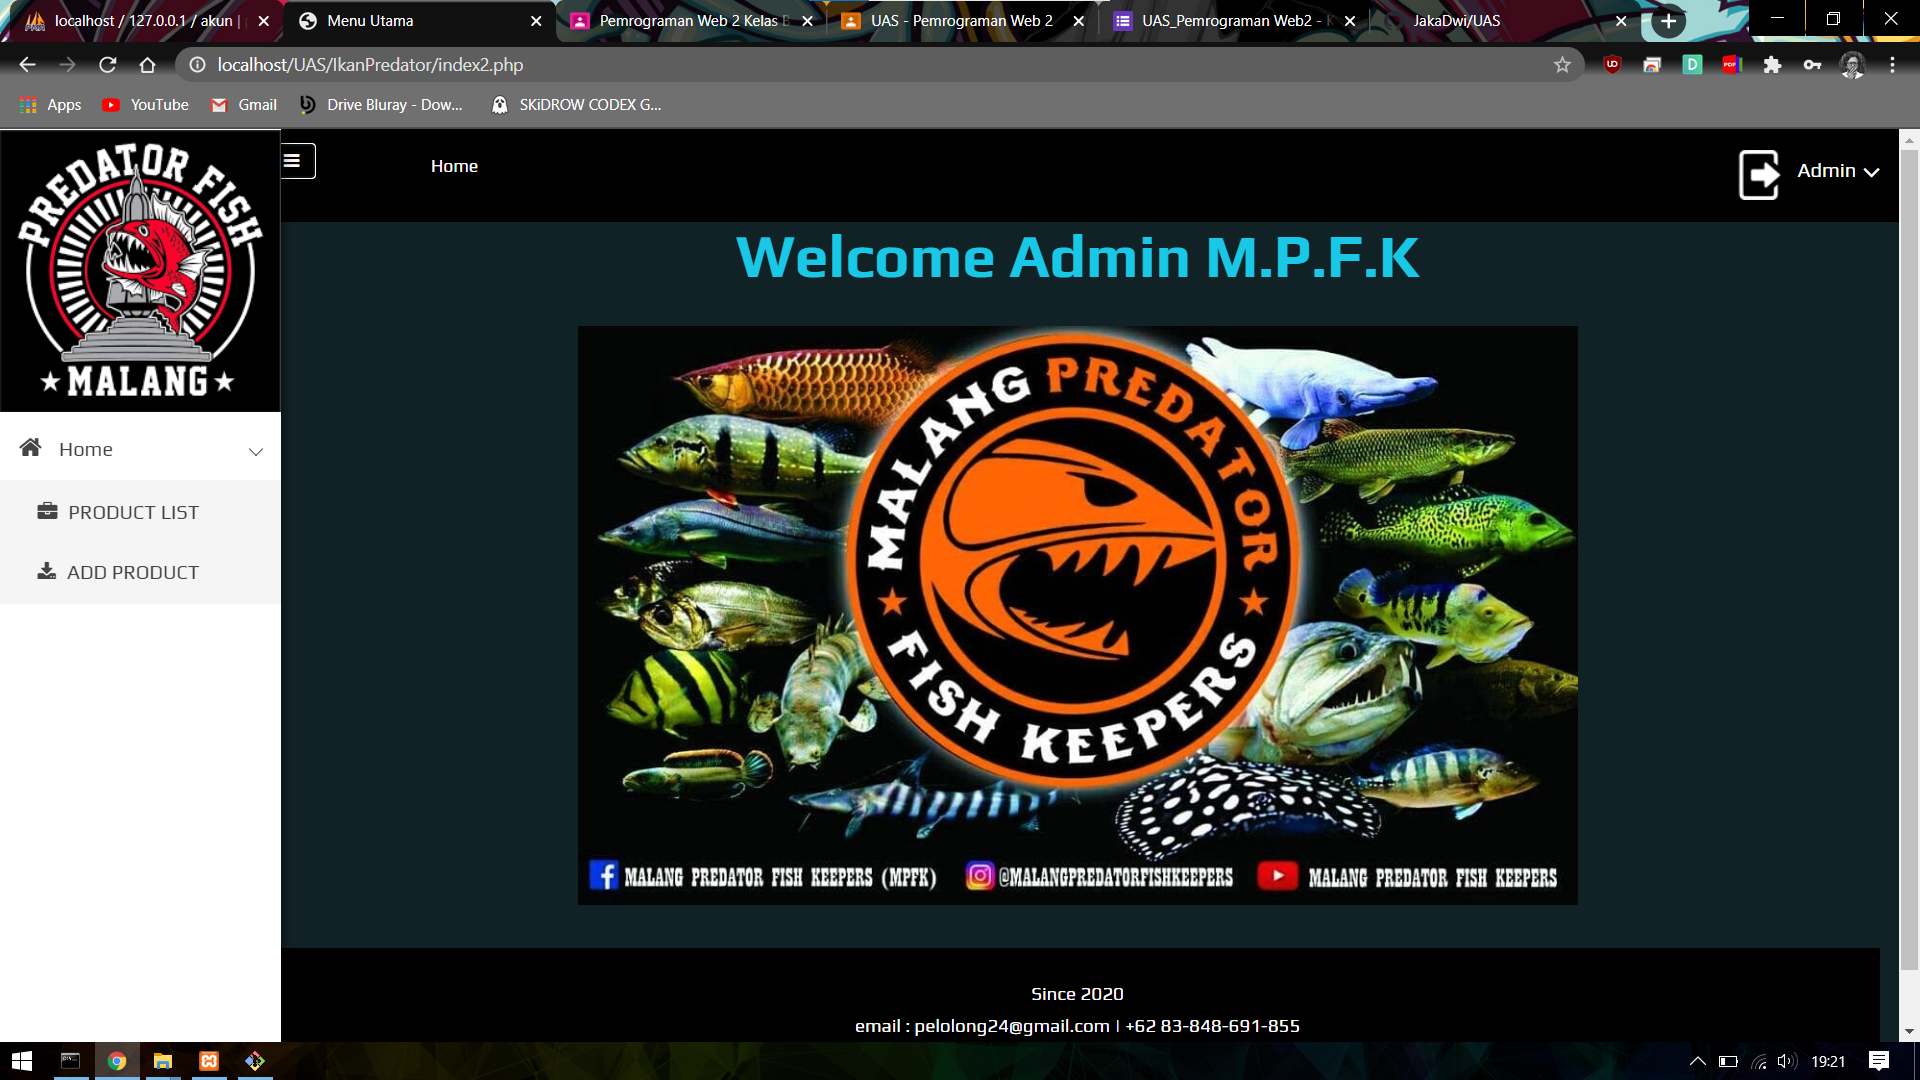 localhost / 127.0.0.1 / akun |
Menu Utama
Pemrograman Web 2 Kelas
UAS - Pemrograman Web 2
UAS_Pemrograman Web2 -
JakaDwi/UAS
localhost/UAS/IkanPredator/index2.php
Apps
YouTube
Gmail
Drive Bluray - Dow...
SKiDROW CODEX G...
PREDATOR FISH
★ MALANG ★
Home
Admin
Welcome Admin M.P.F.K
Home
PRODUCT LIST
ADD PRODUCT
MALANG PREDATOR
FISH KEEPERS
MALANG PREDATOR FISH KEEPERS (MPFK)
@MALANGPREDATORFISHKEEPERS
MALANG PREDATOR FISH KEEPERS
Since 2020
email : pelolong24@gmail.com | +62 83-848-691-855
19:21